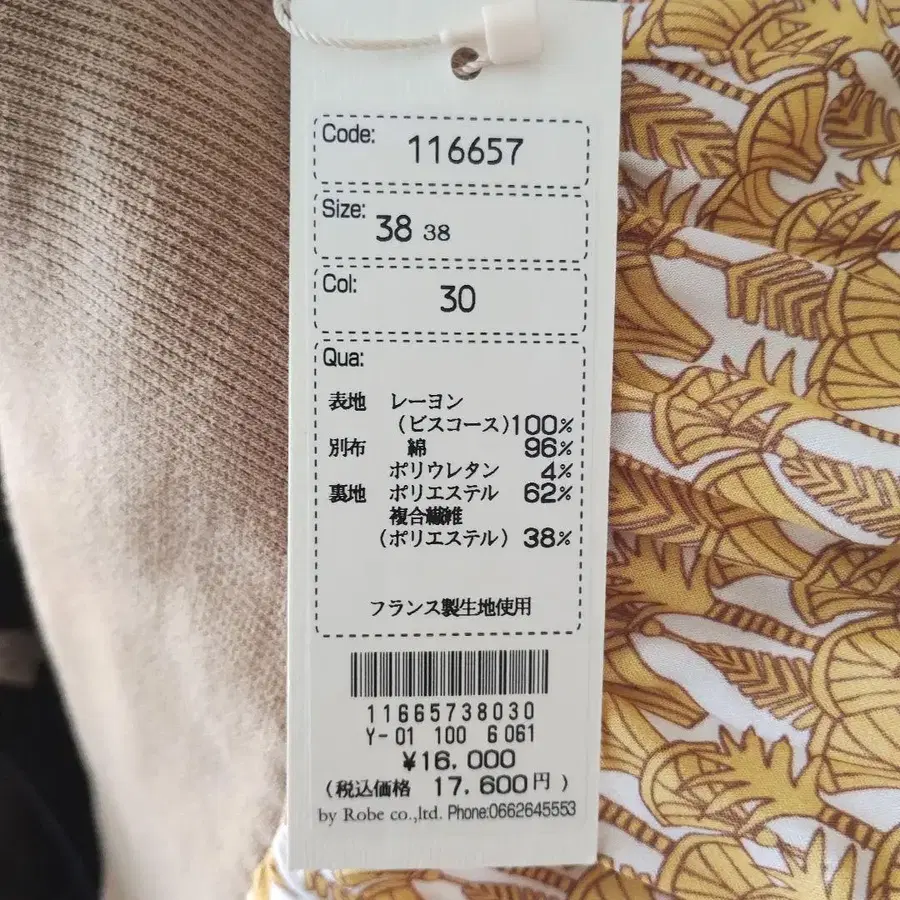 Code: 116657
Size: 38 38
Col: 30
Qua:
表地 レーヨン
(ビスコース)100%
別布 綿 96%
ポリウレタン 4%
裏地 ポリエステル 62%
複合繊維
(ポリエステル) 38%
フランス製生地使用
11665738030
Y-01 100 6061
¥16,000
(税込価格 17,600円)
by Robe co.,ltd. Phone:0662645553